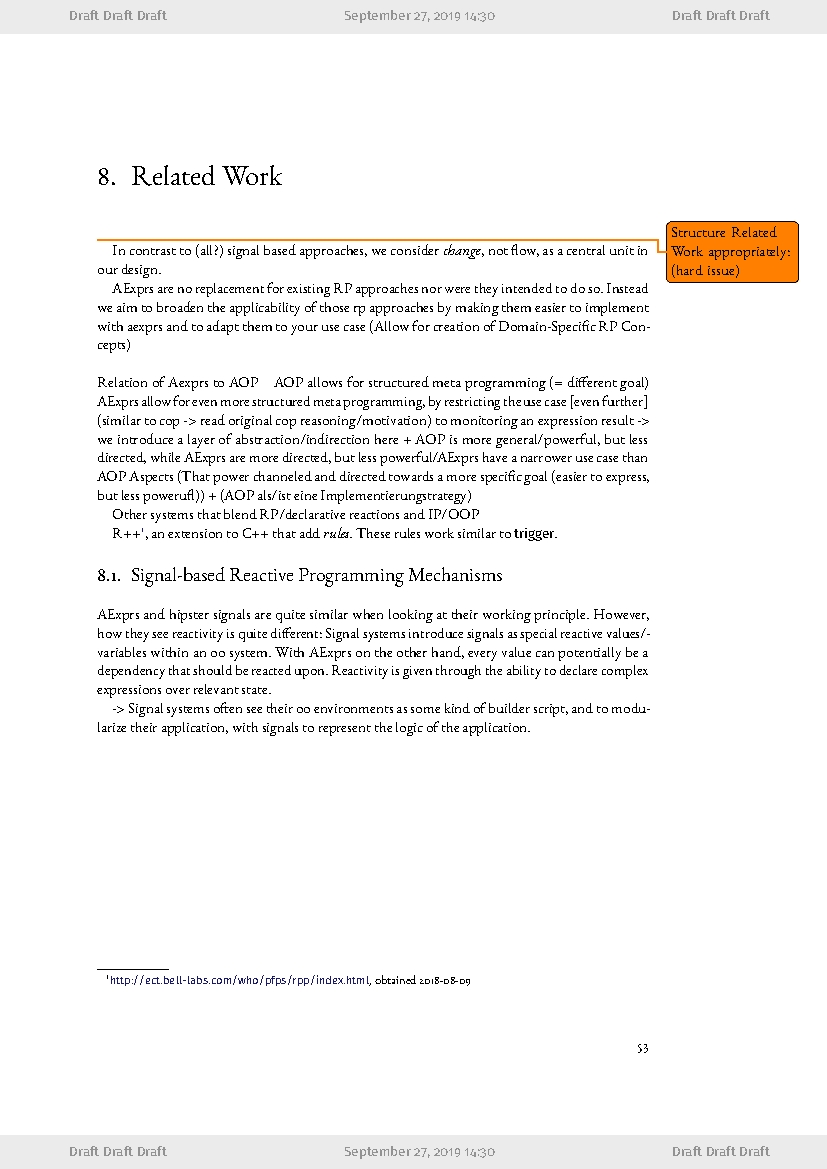 Draft Draft Draft September 27, 2019 14:30 Draft Draft Draft
8. Related Work
In contrast to (all?) signal based approaches, we consider change, not flow, as a central unit in
our design.
Structure Related
Work appropriately:
(hard issue)
AExprs are no replacement for existing RP approaches nor were they intended to do so. Instead
we aim to broaden the applicability of those rp approaches by making them easier to implement
with aexprs and to adapt them to your use case (Allow for creation of Domain-Specific RP Con-
cepts)
Relation of Aexprs to AOP AOP allows for structured meta programming (= different goal)
AExprs allow for even more structured meta programming, by restricting the use case [even further]
(similar to cop -> read original cop reasoning/motivation) to monitoring an expression result ->
we introduce a layer of abstraction/indirection here + AOP is more general/powerful, but less
directed, while AExprs are more directed, but less powerful/AExprs have a narrower use case than
AOP Aspects (That power channeled and directed towards a more specific goal (easier to express,
but less powerufl)) + (AOP als/ist eine Implementierungstrategy)
Other systems that blend RP/declarative reactions and IP/OOP
R++¹, an extension to C++ that add rules. These rules work similar to trigger.
8.1. Signal-based Reactive Programming Mechanisms
AExprs and hipster signals are quite similar when looking at their working principle. However,
how they see reactivity is quite different: Signal systems introduce signals as special reactive values/-
variables within an oo system. With AExprs on the other hand, every value can potentially be a
dependency that should be reacted upon. Reactivity is given through the ability to declare complex
expressions over relevant state.
-> Signal systems often see their oo environments as some kind of builder script, and to modu-
larize their application, with signals to represent the logic of the application.
¹http://ect.bell-labs.com/who/pfps/rpp/index.html, obtained 2018-08-09
53
Draft Draft Draft September 27, 2019 14:30 Draft Draft Draft